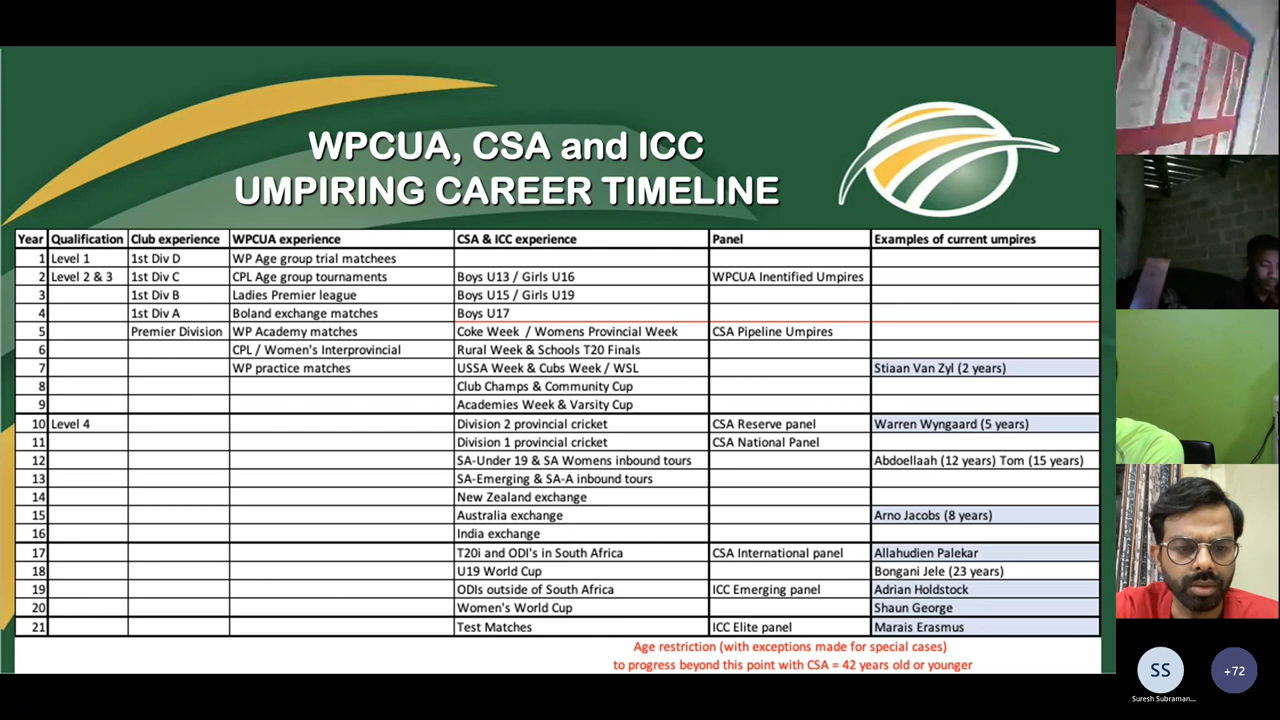 WPCUA, CSA and ICC
UMPIRING CAREER TIMELINE
Year Qualification Club experience WPCUA experience CSA & ICC experience Panel Examples of current umpires
1 Level 1 1st Div D WP Age group trial matchees
2 Level 2 & 3 1st Div C CPL Age group tournaments Boys U13 / Girls U16 WPCUA Inentified Umpires
3 1st Div B Ladies Premier league Boys U15 / Girls U19
4 1st Div A Boland exchange matches Boys U17
5 Premier Division WP Academy matches Coke Week / Womens Provincial Week CSA Pipeline Umpires
6 CPL / Women's Interprovincial Rural Week & Schools T20 Finals
7 WP practice matches USSA Week & Cubs Week / WSL Stiaan Van Zyl (2 years)
8 Club Champs & Community Cup
9 Academies Week & Varsity Cup
10 Level 4 Division 2 provincial cricket CSA Reserve panel Warren Wyngaard (5 years)
11 Division 1 provincial cricket CSA National Panel
12 SA-Under 19 & SA Womens inbound tours Abdoellaah (12 years) Tom (15 years)
13 SA-Emerging & SA-A inbound tours
14 New Zealand exchange
15 Australia exchange Arno Jacobs (8 years)
16 India exchange
17 T20i and ODI's in South Africa CSA International panel Allahudien Palekar
18 U19 World Cup Bongani Jele (23 years)
19 ODIs outside of South Africa ICC Emerging panel Adrian Holdstock
20 Women's World Cup Shaun George
21 Test Matches ICC Elite panel Marais Erasmus
Age restriction (with exceptions made for special cases)
to progress beyond this point with CSA = 42 years old or younger
SS
+72
Suresh Subraman...